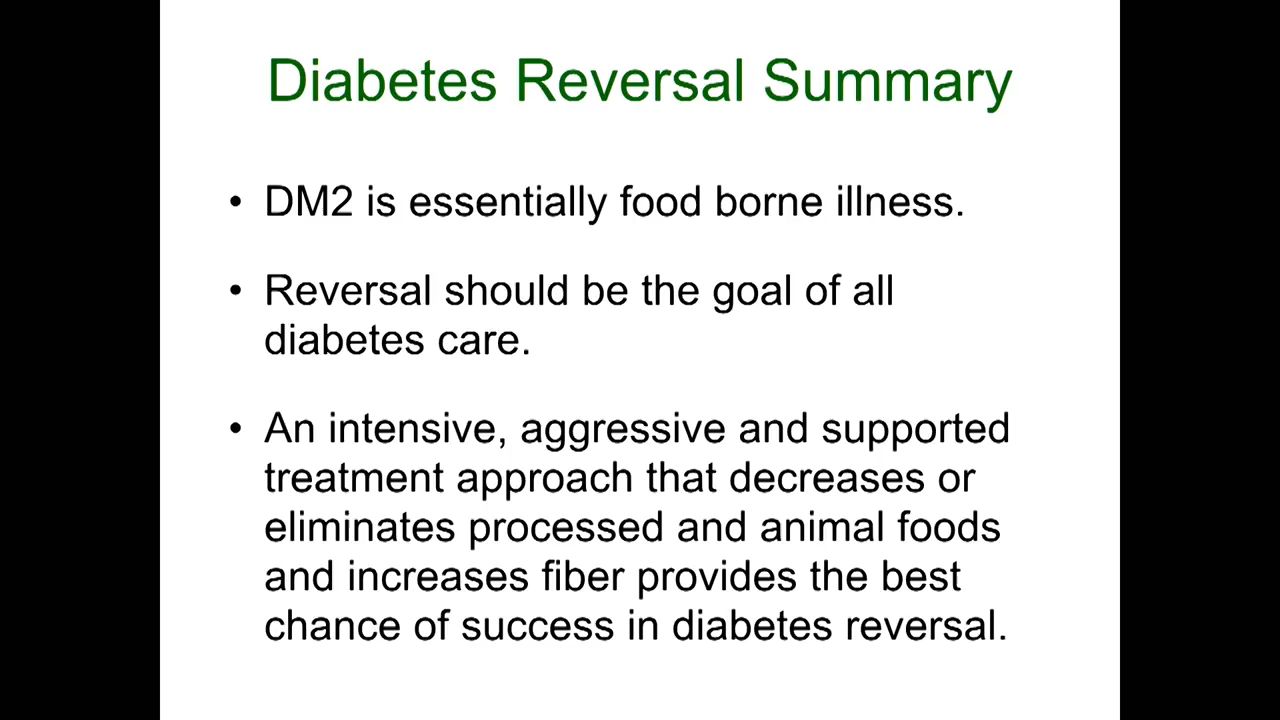 Diabetes Reversal Summary
• DM2 is essentially food borne illness.
• Reversal should be the goal of all
diabetes care.
• An intensive, aggressive and supported
treatment approach that decreases or
eliminates processed and animal foods
and increases fiber provides the best
chance of success in diabetes reversal.